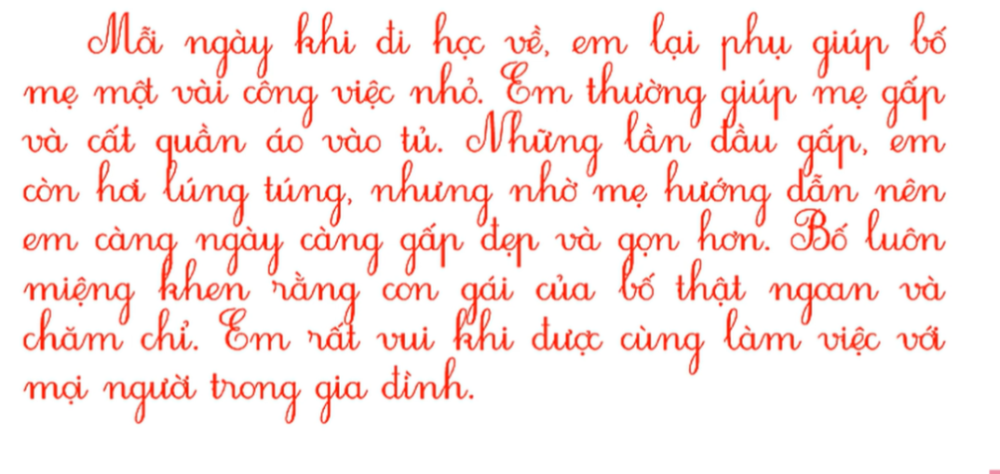 Mỗi ngày khi đi học về, em lại phụ giúp bố
mẹ một vài công việc nhỏ. Em thường giúp mẹ gấp
và cất quần áo vào tủ. Những lần đầu gấp, em
còn hơi lúng túng, nhưng nhờ mẹ hướng dẫn nên
em càng ngày càng gấp đẹp và gọn hơn. Bố luôn
miệng khen rằng con gái của bố thật ngoan và
chăm chỉ. Em rất vui khi được cùng làm việc với
mọi người trong gia đình.